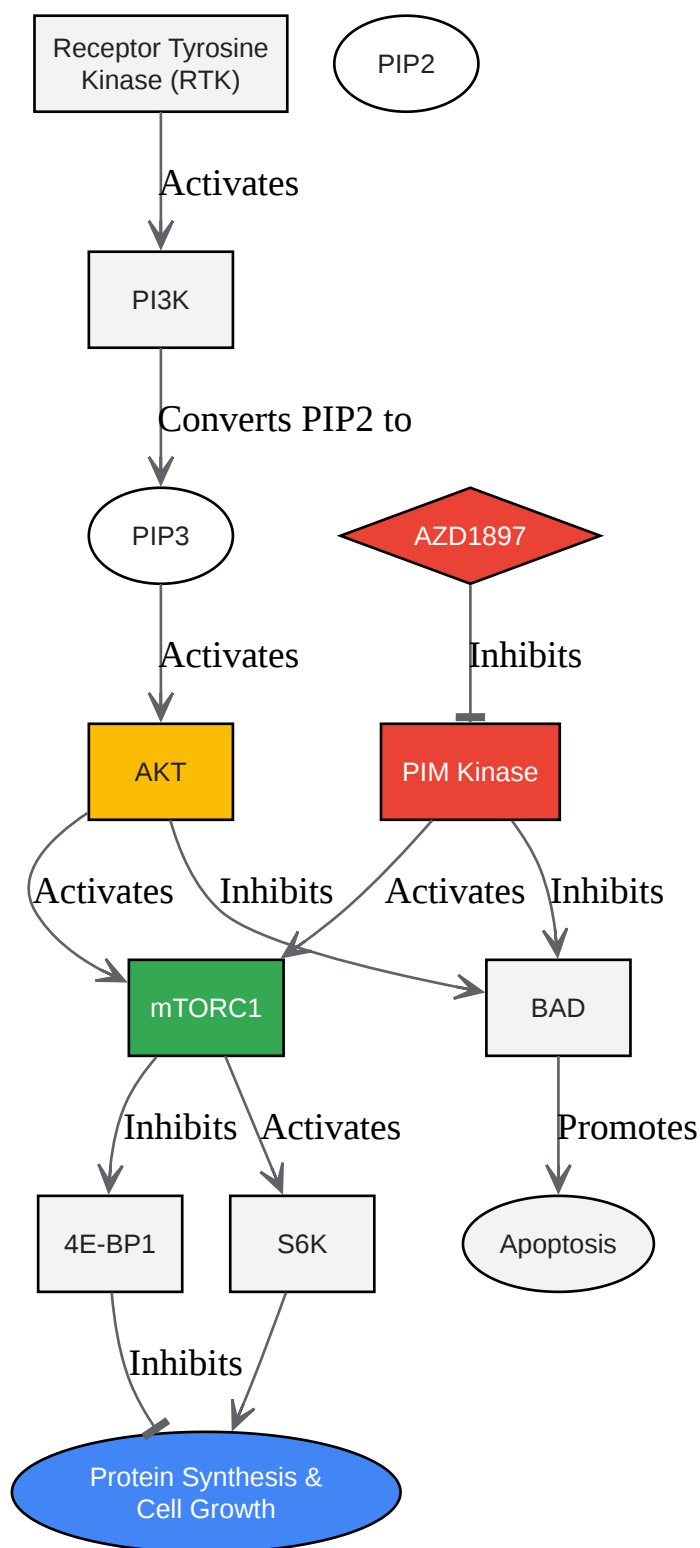 Receptor Tyrosine
Kinase (RTK)
PIP2
Activates
PI3K
Converts PIP2 to
PIP3
AZD1897
Activates
Inhibits
AKT
PIM Kinase
Activates
Inhibits
Activates
Inhibits
mTORC1
BAD
Inhibits
Activates
Promotes
4E-BP1
S6K
Apoptosis
Inhibits
Protein Synthesis &
Cell Growth